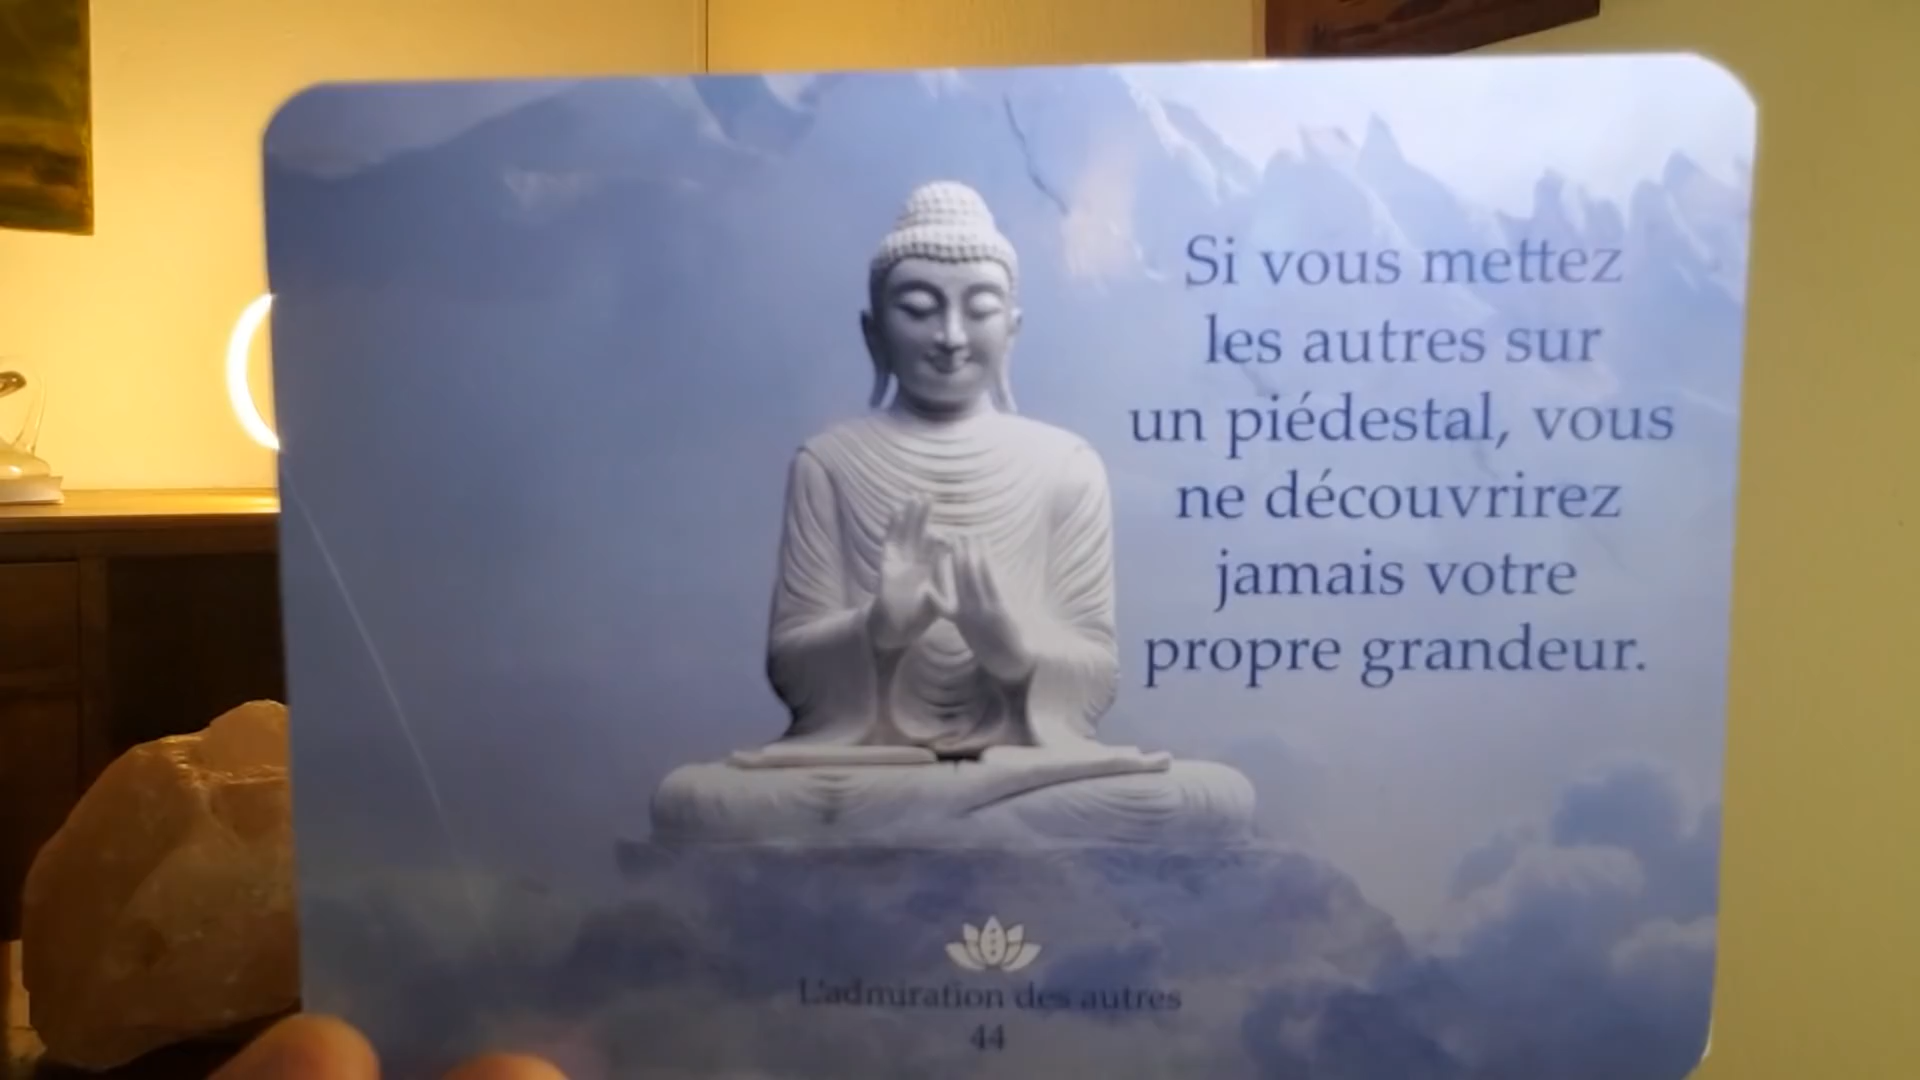 Si vous mettez
les autres sur
un piédestal, vous
ne découvrirez
jamais votre
propre grandeur.
L'admiration des autres
44